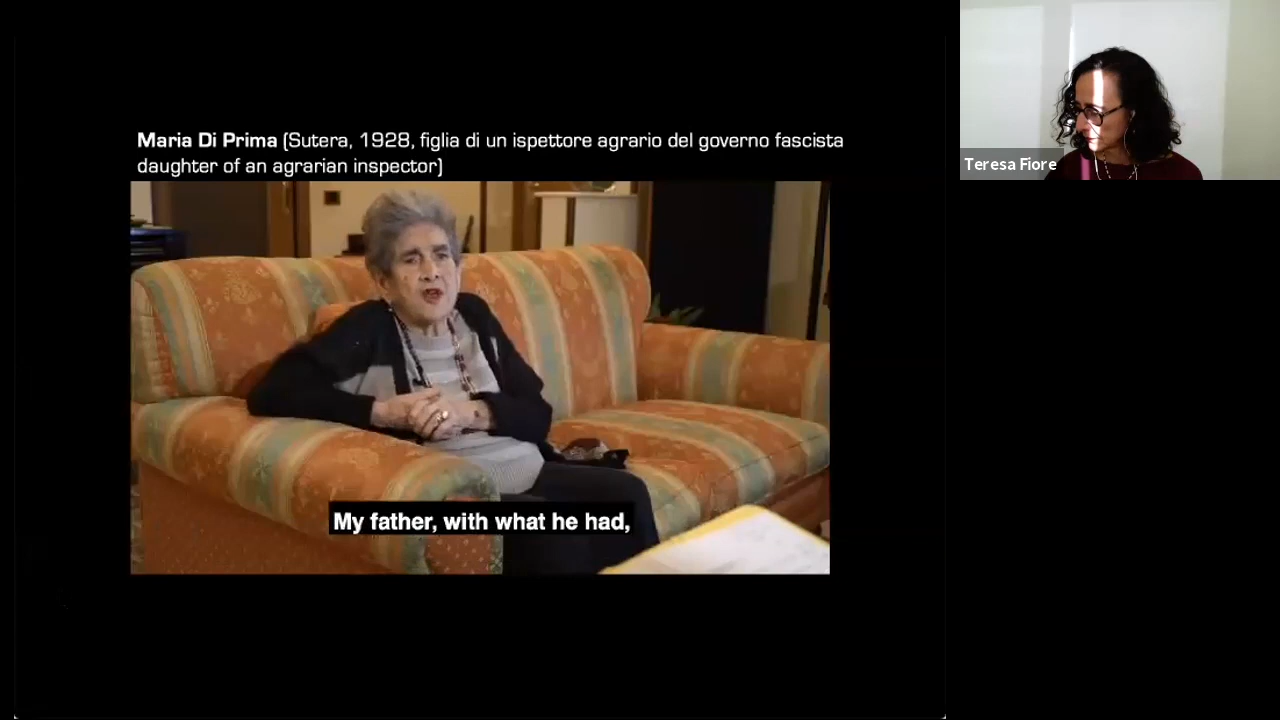 Maria Di Prima (Sutera, 1928, figlia di un ispettore agrario del governo fascista
daughter of an agrarian inspector)
Teresa Fiore
My father, with what he had,